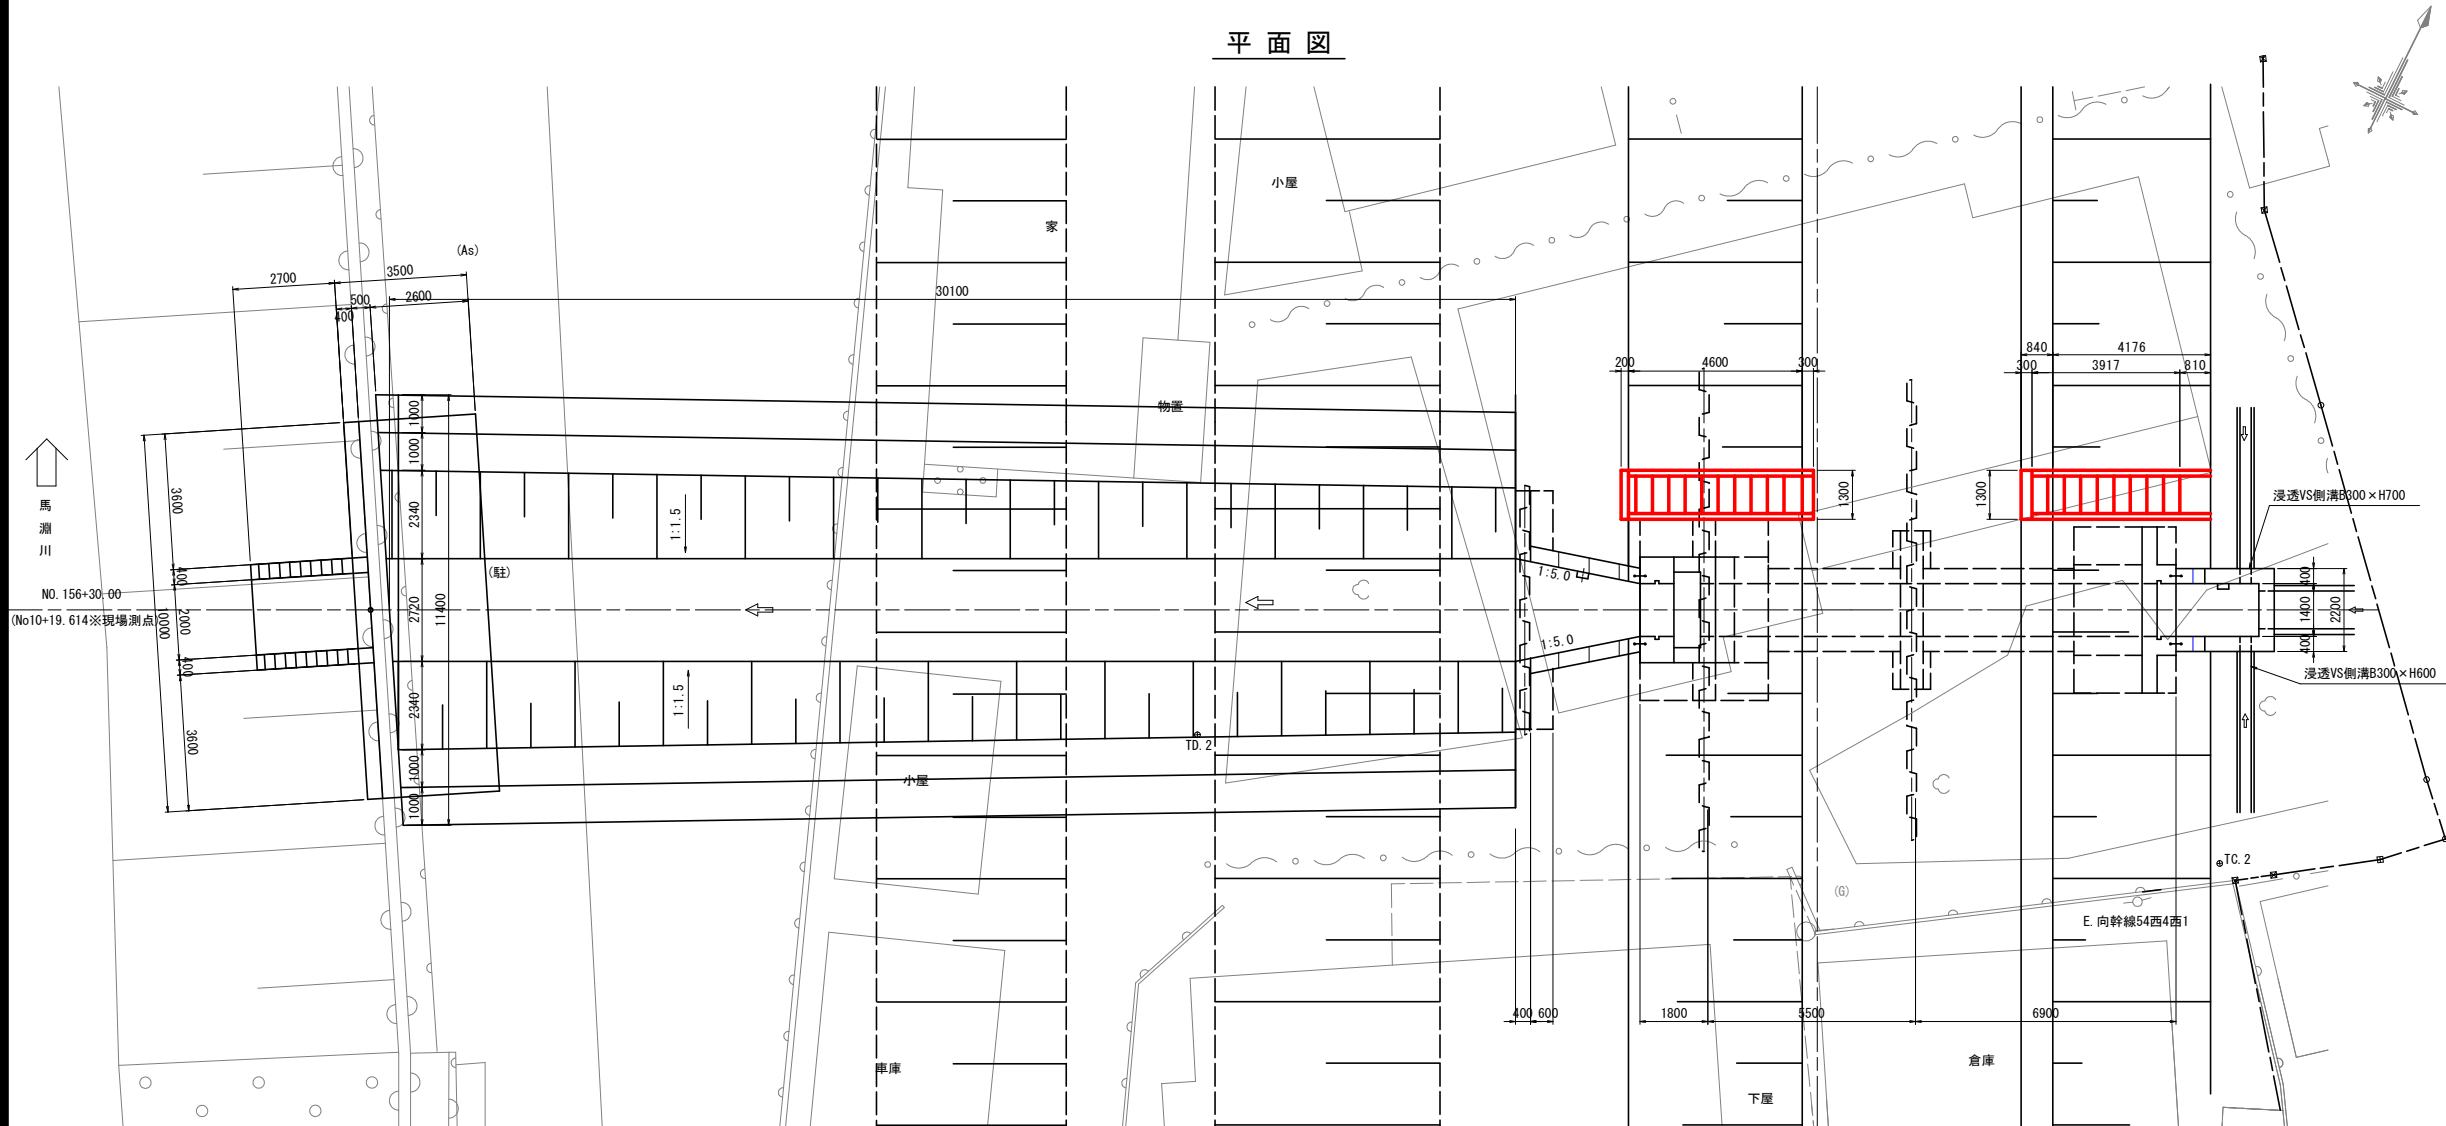 平 面 図
小屋
家
(As)
2700
3500
500
2600
400
30100
840
4176
200
4600
300
300
3917
810
物置
1000
1000
2340
2720
11400
2340
1000
1000
1:1.5
1:1.5
3600
400
2000
10000
400
3600
馬淵川
NO.156+30.00
(No10+19.614※現場測点)
(駐)
1300
1300
浸透VS側溝B300×H700
1:5.0
1:5.0
400
1400
2200
400
浸透VS側溝B300×H600
TD.2
小屋
TC.2
(G)
E.向幹線54西4西1
400
600
1800
5500
6900
車庫
倉庫
下屋